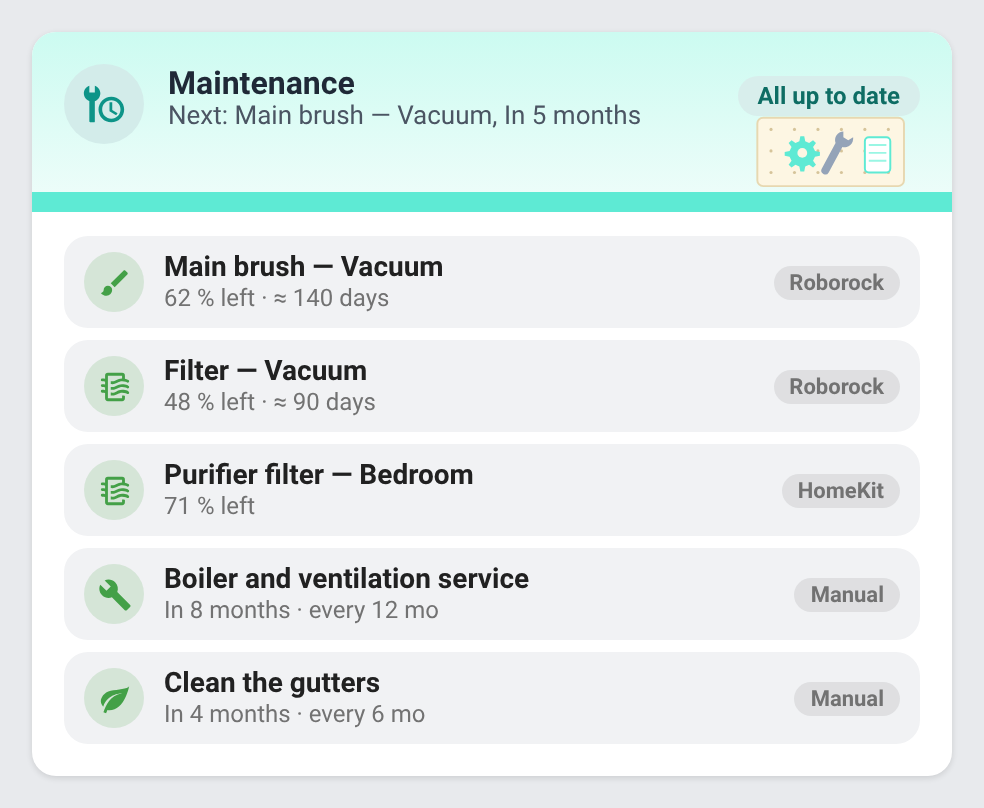 Maintenance
Next: Main brush — Vacuum, In 5 months
All up to date
Main brush — Vacuum
62 % left · ≈ 140 days
Roborock
Filter — Vacuum
48 % left · ≈ 90 days
Roborock
Purifier filter — Bedroom
71 % left
HomeKit
Boiler and ventilation service
In 8 months · every 12 mo
Manual
Clean the gutters
In 4 months · every 6 mo
Manual